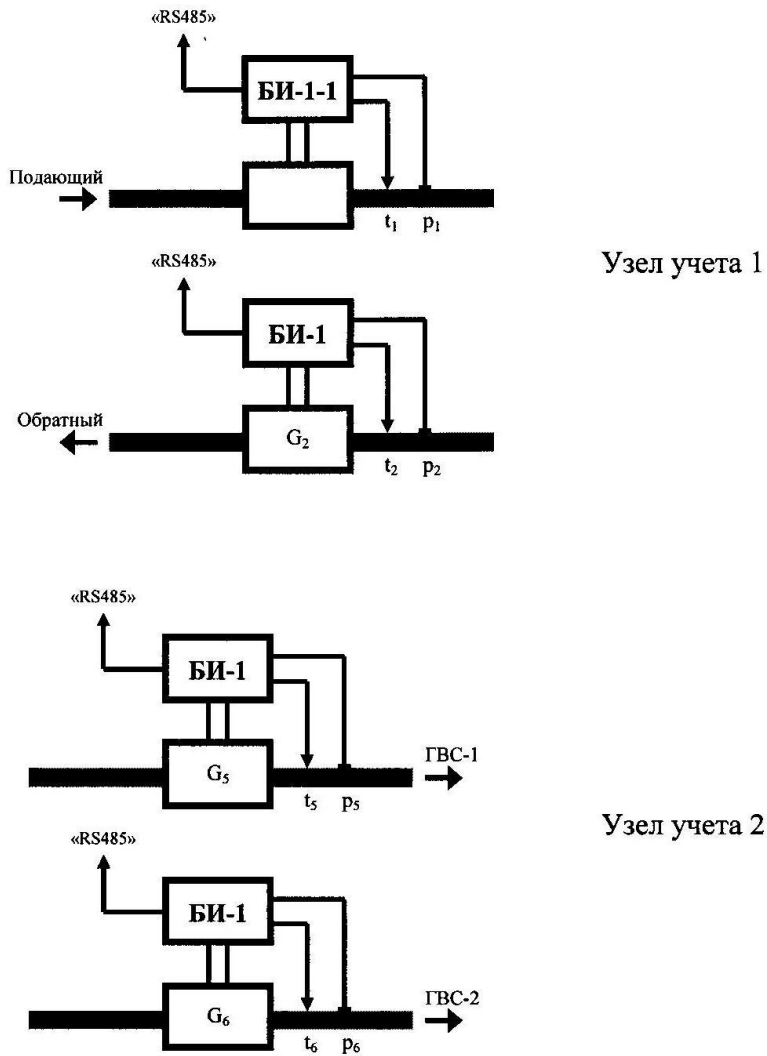 «RS485»
БИ-1-1
Подающий
t₁ p₁
Узел учета 1
«RS485»
БИ-1
Обратный
G₂
t₂ p₂
«RS485»
БИ-1
G₅
ГВС-1
t₅ p₅
Узел учета 2
«RS485»
БИ-1
G₆
ГВС-2
t₆ p₆